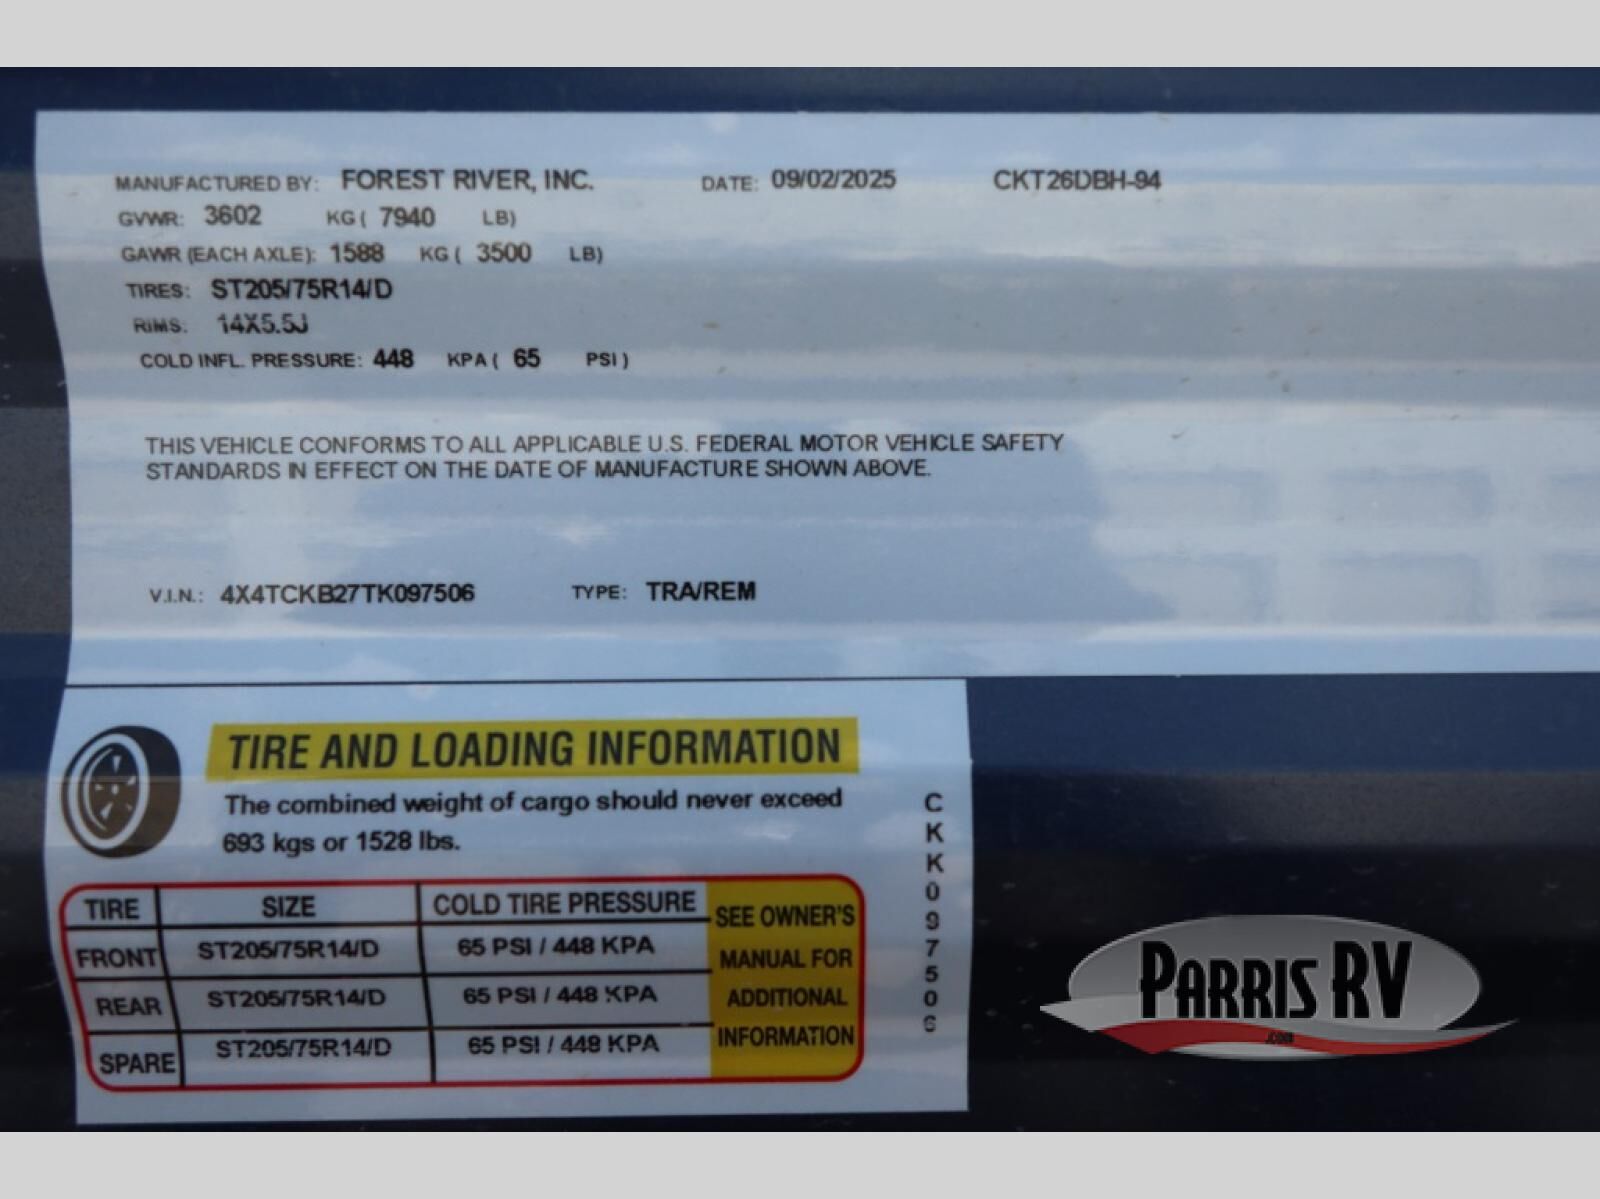 MANUFACTURED BY: FOREST RIVER, INC. DATE: 09/02/2025 CKT26DBH-94
GVWR: 3602 KG ( 7940 LB)
GAWR (EACH AXLE): 1588 KG ( 3500 LB)
TIRES: ST205/75R14/D
RIMS: 14X5.5J
COLD INFL. PRESSURE: 448 KPA ( 65 PSI )
THIS VEHICLE CONFORMS TO ALL APPLICABLE U.S. FEDERAL MOTOR VEHICLE SAFETY
STANDARDS IN EFFECT ON THE DATE OF MANUFACTURE SHOWN ABOVE.
V.I.N.: 4X4TCKB27TK097506 TYPE: TRA/REM
TIRE AND LOADING INFORMATION
The combined weight of cargo should never exceed
693 kgs or 1528 lbs.
TIRE SIZE COLD TIRE PRESSURE
FRONT ST205/75R14/D 65 PSI / 448 KPA
REAR ST205/75R14/D 65 PSI / 448 KPA
SPARE ST205/75R14/D 65 PSI / 448 KPA
SEE OWNER'S
MANUAL FOR
ADDITIONAL
INFORMATION
CKK097506
PARRIS RV
.COM